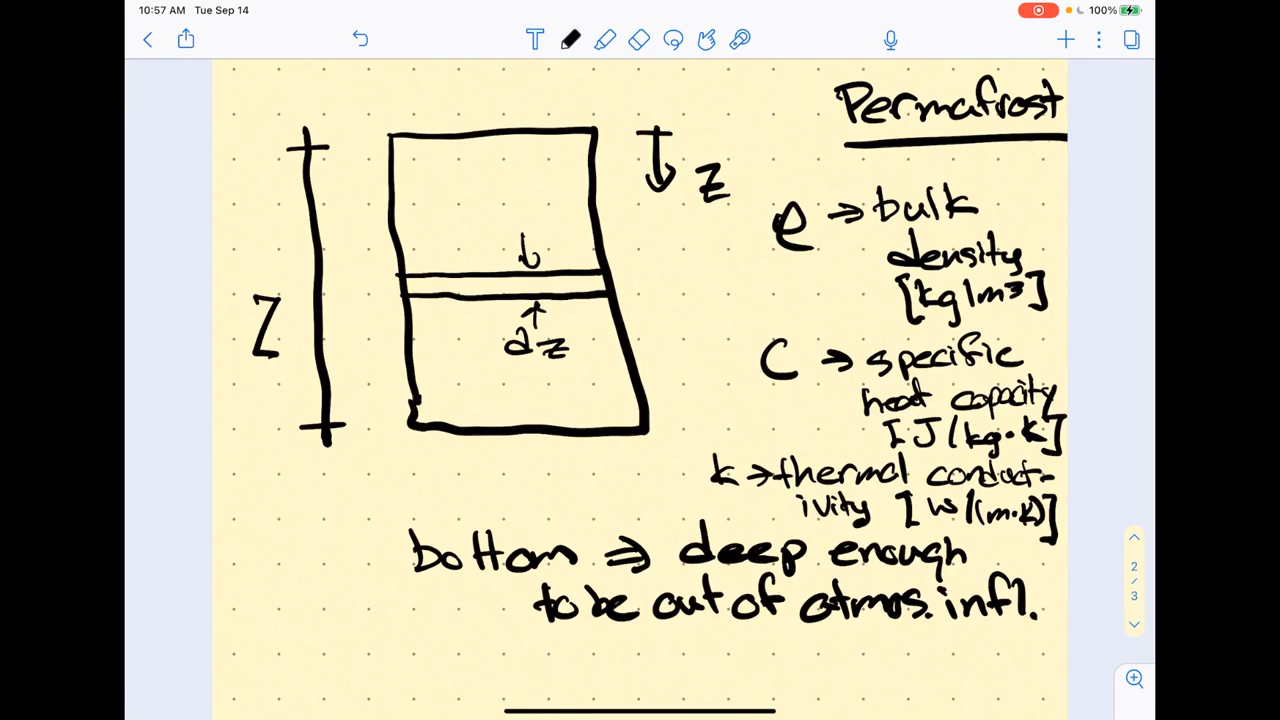 10:57 AM Tue Sep 14
100%
Permafrost
z
ρ → bulk
density
[kg/m³]
Z
dz
C → specific
heat capacity
[J/(kg·K]
k → thermal conduct-
ivity [W/(m·K)]
bottom ⇒ deep enough
to be out of atmos. infl.
2
/
3